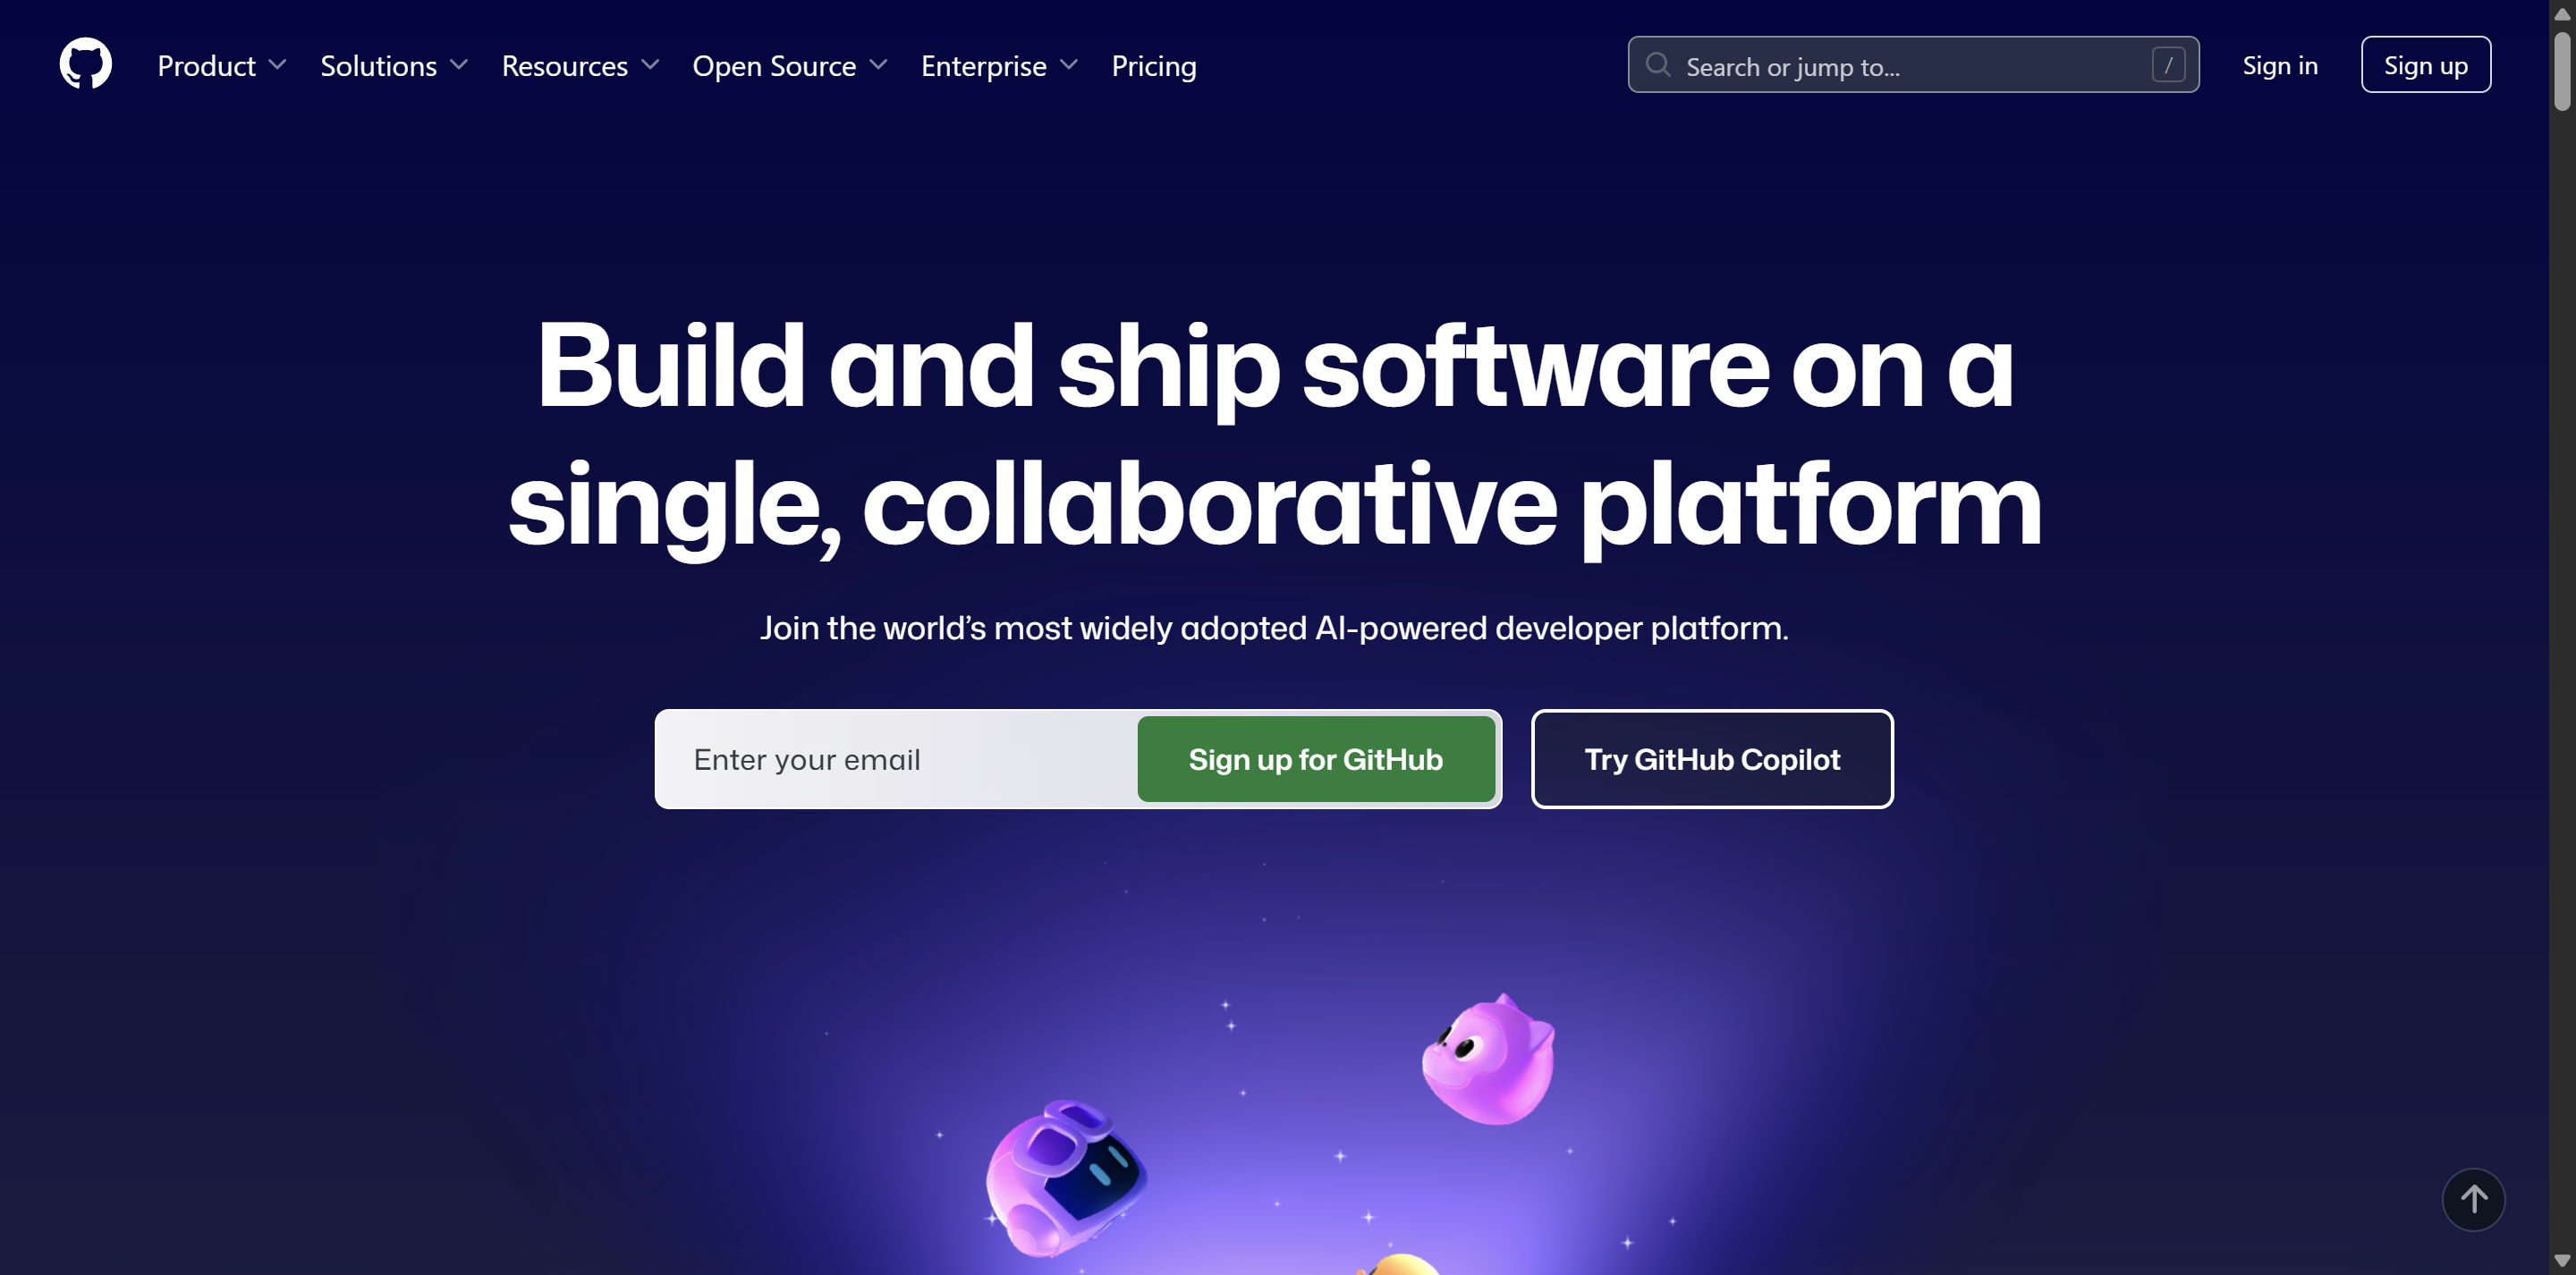 Product Solutions Resources Open Source Enterprise Pricing Search or jump to... / Sign in Sign up
Build and ship software on a
single, collaborative platform
Join the world’s most widely adopted AI-powered developer platform.
Enter your email Sign up for GitHub Try GitHub Copilot